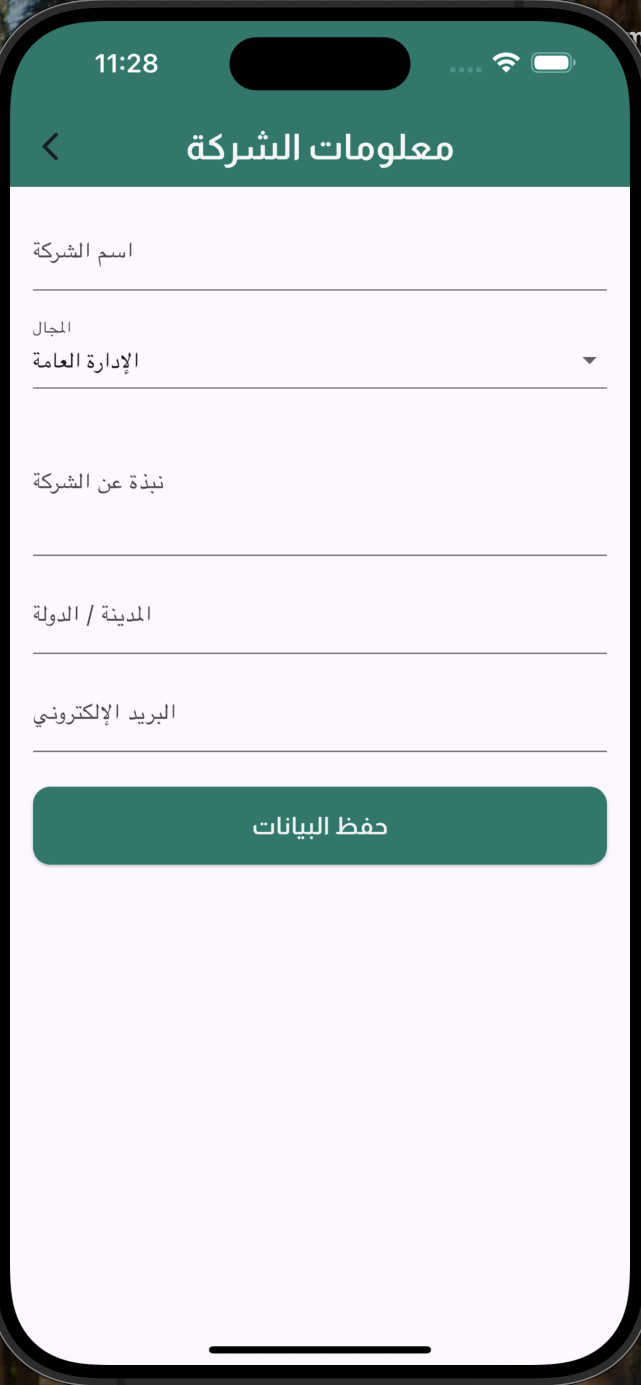 11:28
معلومات الشركة
اسم الشركة
المجال
الإدارة العامة
نبذة عن الشركة
المدينة / الدولة
البريد الإلكتروني
حفظ البيانات